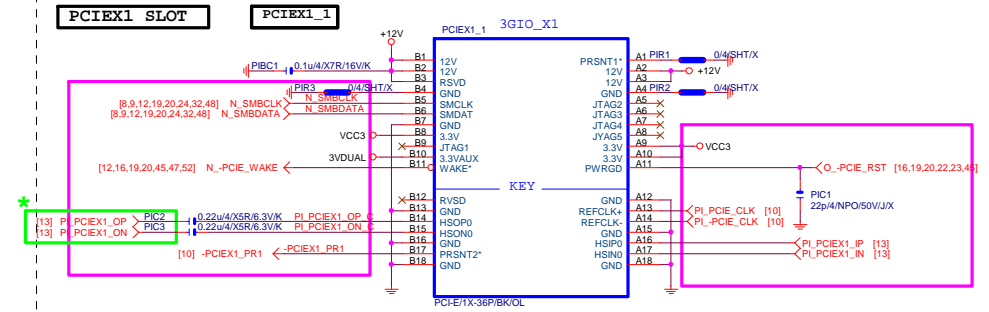 PCIEX1 SLOT
PCIEX1_1
3GIO_X1
PCIEX1_1
+12V
PIBC1
0.1u/4/X7R/16V/K
PIR3
0/4/SHT/X
[8,9,12,19,20,24,32,48] N_SMBCLK
N_SMBCLK
[8,9,12,19,20,24,32,48] N_SMBDATA
N_SMBDATA
VCC3
3VDUAL
[12,16,19,20,45,47,52] N_-PCIE_WAKE
*
[13] PI_PCIEX1_OP
PIC2
0.22u/4/X5R/6.3V/K
PI_PCIEX1_OP_C
[13] PI_PCIEX1_ON
PIC3
0.22u/4/X5R/6.3V/K
PI_PCIEX1_ON_C
[10] -PCIEX1_PR1
-PCIEX1_PR1
B1 12V
B2 12V
B3 RSVD
B4 GND
B5 SMCLK
B6 SMDAT
B7 GND
B8 3.3V
B9 JTAG1
B10 3.3VAUX
B11 WAKE*
KEY
B12 RVSD
B13 GND
B14 HSOP0
B15 HSON0
B16 GND
B17 PRSNT2*
B18 GND
PRSNT1* A1
12V A2
12V A3
GND A4
JTAG2 A5
JTAG3 A6
JTAG4 A7
JYAG5 A8
3.3V A9
3.3V A10
PWRGD A11
GND A12
REFCLK+ A13
REFCLK- A14
GND A15
HSIP0 A16
HSIN0 A17
GND A18
PIR1
0/4/SHT/X
+12V
PIR2
0/4/SHT/X
VCC3
O_-PCIE_RST [16,19,20,22,23,45]
PIC1
22p/4/NPO/50V/J/X
PI_PCIE_CLK [10]
PI_-PCIE_CLK [10]
PI_PCIEX1_IP [13]
PI_PCIEX1_IN [13]
PCI-E/1X-36P/BK/OL